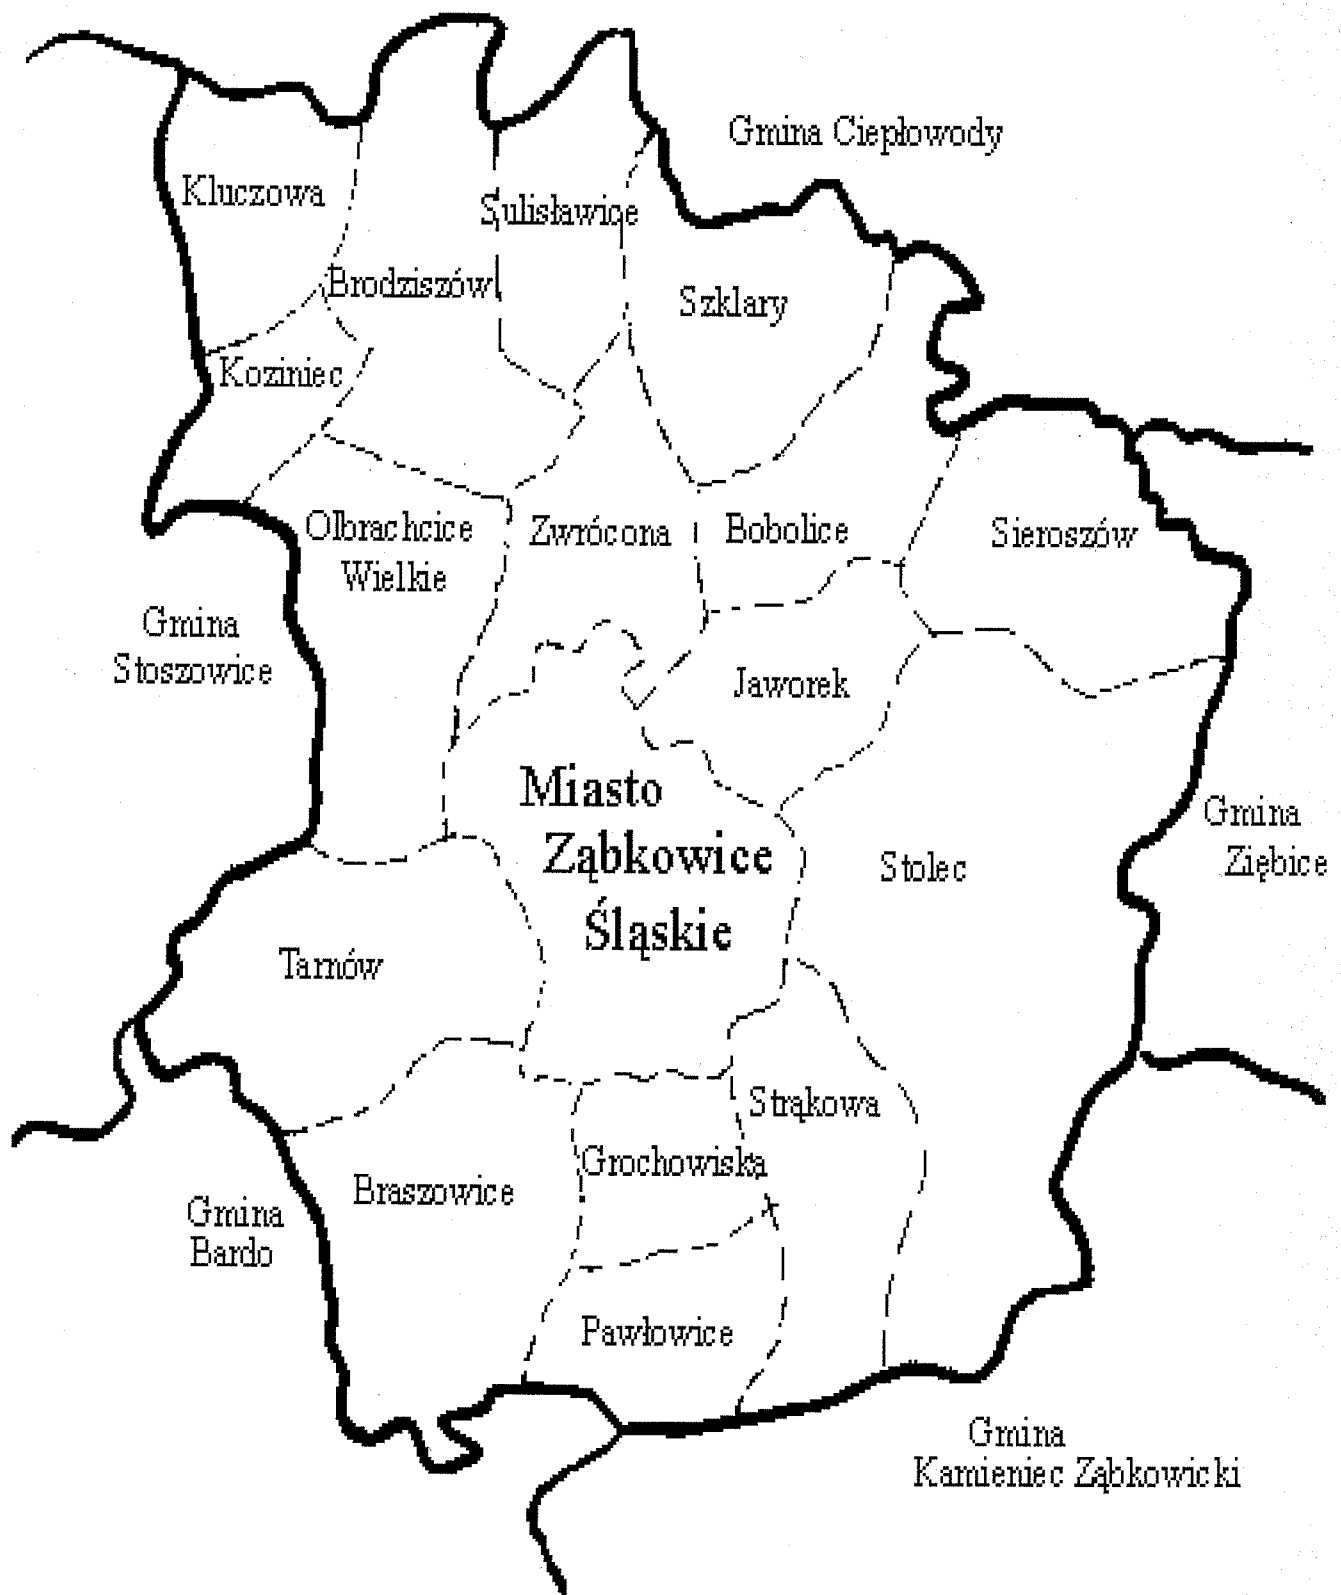 Gmina Ciepłowody
Kluczowa
Sulisławice
Brodziszów
Szklary
Koziniec
Olbrachcice
Wielkie
Zwrócona
Bobolice
Sieroszów
Gmina
Stoszowice
Jaworek
Miasto
Ząbkowice
Śląskie
Gmina
Ziębice
Stolec
Tarnów
Strąkowa
Grochowiska
Braszowice
Gmina
Bardo
Pawłowice
Gmina
Kamieniec Ząbkowicki